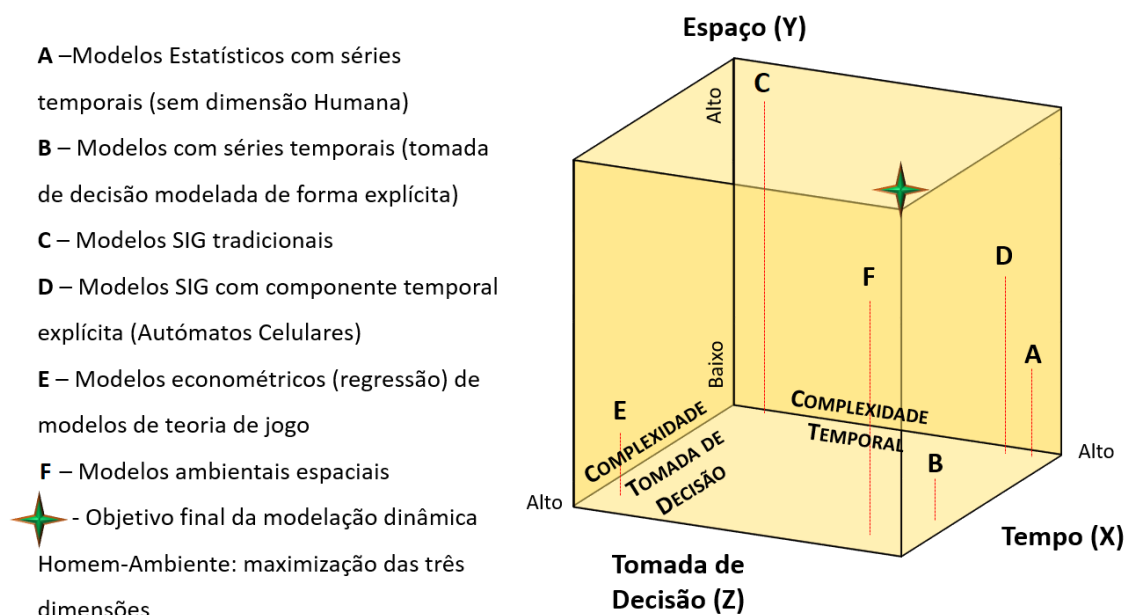 A –Modelos Estatísticos com séries
temporais (sem dimensão Humana)
B – Modelos com séries temporais (tomada
de decisão modelada de forma explícita)
C – Modelos SIG tradicionais
D – Modelos SIG com componente temporal
explícita (Autómatos Celulares)
E – Modelos econométricos (regressão) de
modelos de teoria de jogo
F – Modelos ambientais espaciais
- Objetivo final da modelação dinâmica
Homem-Ambiente: maximização das três
dimensões
Espaço (Y)
Alto
C
D
F
A
Baixo
E
B
COMPLEXIDADE
TOMADA DE
DECISÃO
COMPLEXIDADE
TEMPORAL
Alto
Alto
Tempo (X)
Tomada de
Decisão (Z)